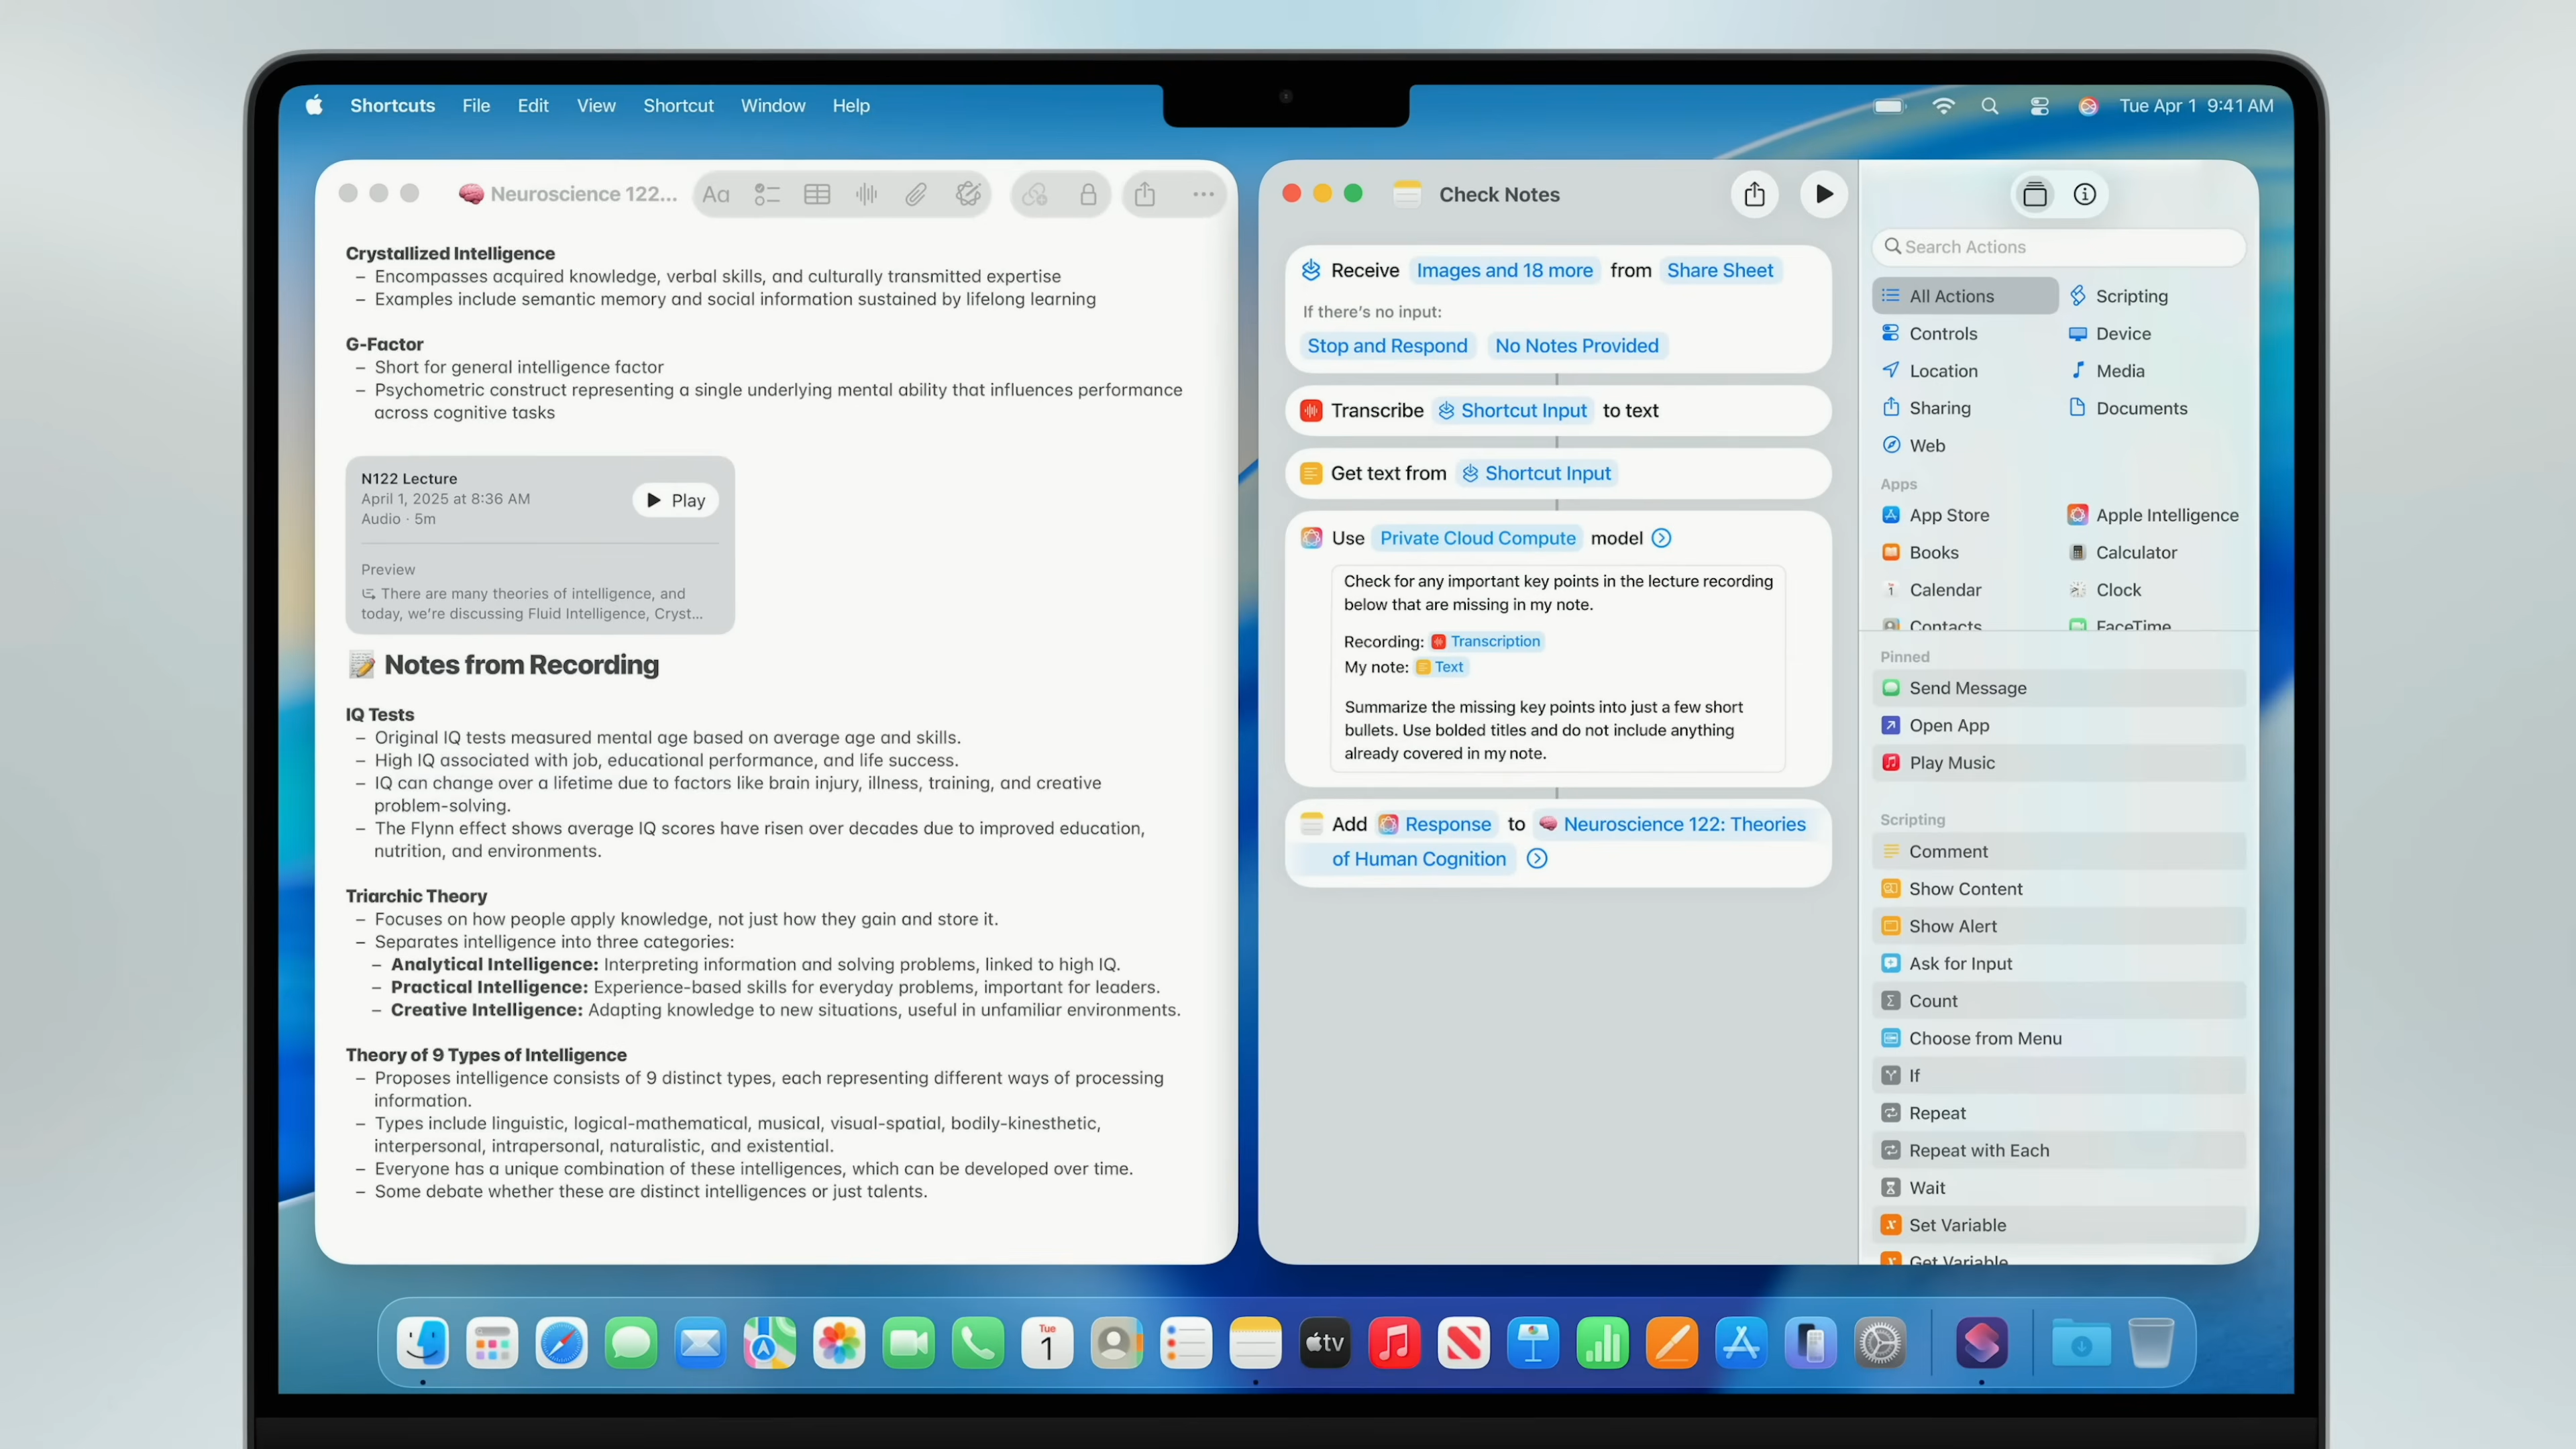 Shortcuts File Edit View Shortcut Window Help
Tue Apr 1 9:41 AM
Neuroscience 122...
Aa
Crystallized Intelligence
– Encompasses acquired knowledge, verbal skills, and culturally transmitted expertise
– Examples include semantic memory and social information sustained by lifelong learning
G-Factor
– Short for general intelligence factor
– Psychometric construct representing a single underlying mental ability that influences performance
across cognitive tasks
N122 Lecture
April 1, 2025 at 8:36 AM
Audio · 5m
Play
Preview
There are many theories of intelligence, and
today, we're discussing Fluid Intelligence, Cryst...
Notes from Recording
IQ Tests
– Original IQ tests measured mental age based on average age and skills.
– High IQ associated with job, educational performance, and life success.
– IQ can change over a lifetime due to factors like brain injury, illness, training, and creative
problem-solving.
– The Flynn effect shows average IQ scores have risen over decades due to improved education,
nutrition, and environments.
Triarchic Theory
– Focuses on how people apply knowledge, not just how they gain and store it.
– Separates intelligence into three categories:
– Analytical Intelligence: Interpreting information and solving problems, linked to high IQ.
– Practical Intelligence: Experience-based skills for everyday problems, important for leaders.
– Creative Intelligence: Adapting knowledge to new situations, useful in unfamiliar environments.
Theory of 9 Types of Intelligence
– Proposes intelligence consists of 9 distinct types, each representing different ways of processing
information.
– Types include linguistic, logical-mathematical, musical, visual-spatial, bodily-kinesthetic,
interpersonal, intrapersonal, naturalistic, and existential.
– Everyone has a unique combination of these intelligences, which can be developed over time.
– Some debate whether these are distinct intelligences or just talents.
Check Notes
Receive Images and 18 more from Share Sheet
If there's no input:
Stop and Respond No Notes Provided
Transcribe Shortcut Input to text
Get text from Shortcut Input
Use Private Cloud Compute model
Check for any important key points in the lecture recording
below that are missing in my note.
Recording: Transcription
My note: Text
Summarize the missing key points into just a few short
bullets. Use bolded titles and do not include anything
already covered in my note.
Add Response to Neuroscience 122: Theories
of Human Cognition
Search Actions
All Actions Scripting
Controls Device
Location Media
Sharing Documents
Web
Apps
App Store Apple Intelligence
Books Calculator
Calendar Clock
Contacts FaceTime
Pinned
Send Message
Open App
Play Music
Scripting
Comment
Show Content
Show Alert
Ask for Input
Count
Choose from Menu
If
Repeat
Repeat with Each
Wait
Set Variable
Get Variable
Tue
1
tv